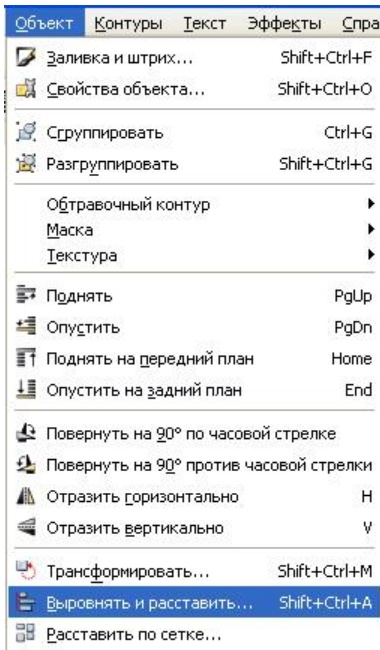 Объект Контуры Текст Эффекты Спра
Заливка и штрих... Shift+Ctrl+F
Свойства объекта... Shift+Ctrl+O
Сгруппировать Ctrl+G
Разгруппировать Shift+Ctrl+G
Обтравочный контур
Маска
Текстура
Поднять PgUp
Опустить PgDn
Поднять на передний план Home
Опустить на задний план End
Повернуть на 90° по часовой стрелке
Повернуть на 90° против часовой стрелки
Отразить горизонтально H
Отразить вертикально V
Трансформировать... Shift+Ctrl+M
Выровнять и расставить... Shift+Ctrl+A
Расставить по сетке...